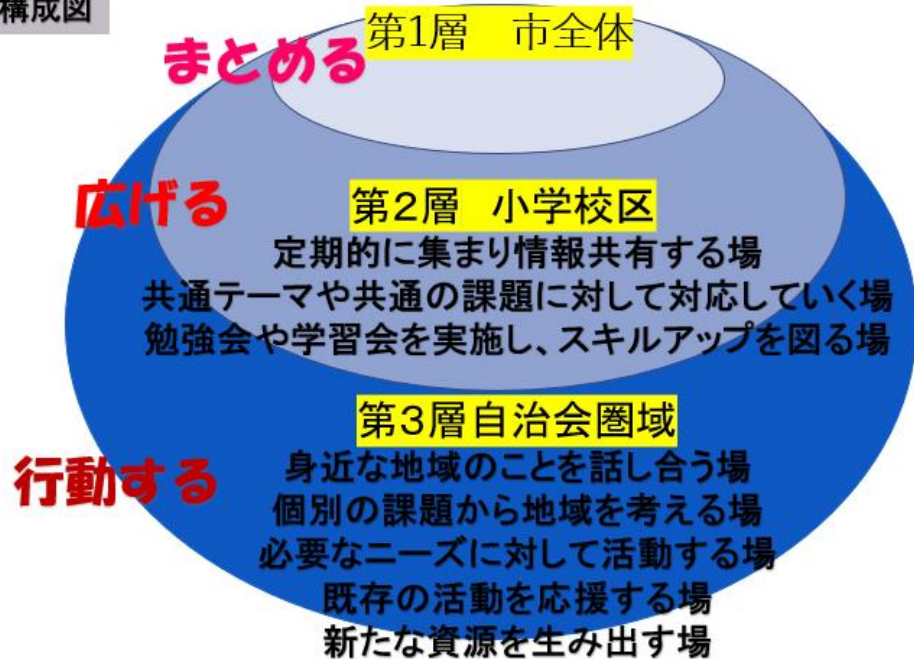 構成図
第1層　市全体
まとめる
広げる
第2層　小学校区
定期的に集まり情報共有する場
共通テーマや共通の課題に対して対応していく場
勉強会や学習会を実施し、スキルアップを図る場
第3層自治会圏域
行動する
身近な地域のことを話し合う場
個別の課題から地域を考える場
必要なニーズに対して活動する場
既存の活動を応援する場
新たな資源を生み出す場